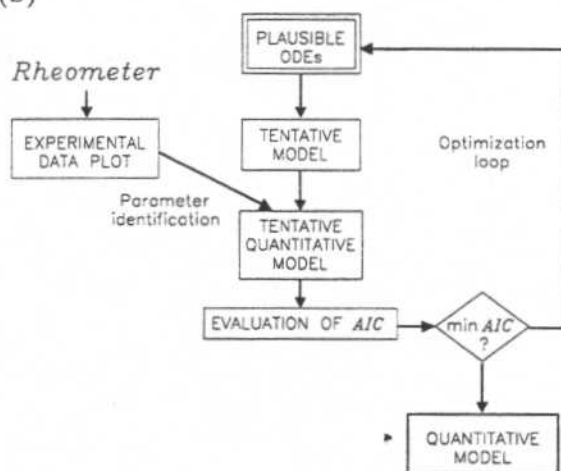 PLAUSIBLE
ODEs
Rheometer
EXPERIMENTAL
DATA PLOT
TENTATIVE
MODEL
Optimization
loop
Parameter
identification
TENTATIVE
QUANTITATIVE
MODEL
EVALUATION OF AIC
min AIC
?
QUANTITATIVE
MODEL